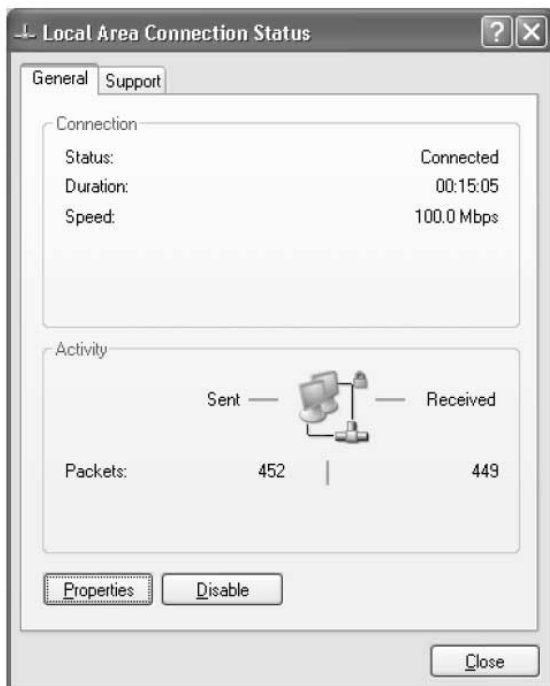 Local Area Connection Status
General Support
Connection
Status: Connected
Duration: 00:15:05
Speed: 100.0 Mbps
Activity
Sent Received
Packets: 452 449
Properties Disable
Close